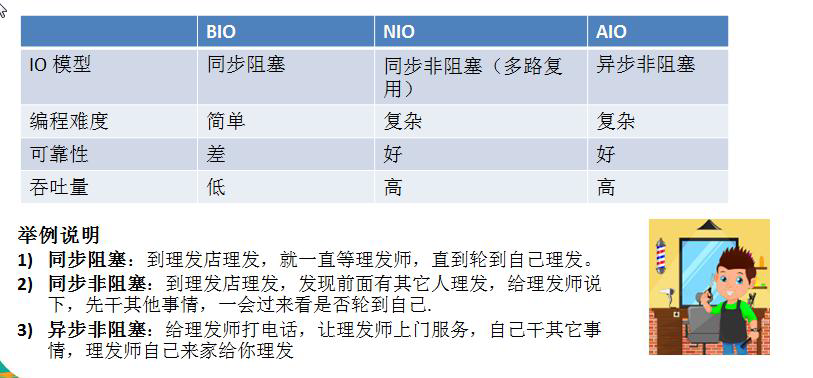 BIO NIO AIO
IO 模型 同步阻塞 同步非阻塞（多路复用） 异步非阻塞
编程难度 简单 复杂 复杂
可靠性 差 好 好
吞吐量 低 高 高
举例说明
1) 同步阻塞：到理发店理发，就一直等理发师，直到轮到自己理发。
2) 同步非阻塞：到理发店理发，发现前面有其它人理发，给理发师说
下，先干其他事情，一会过来看是否轮到自己.
3) 异步非阻塞：给理发师打电话，让理发师上门服务，自己干其它事
情，理发师自己来家给你理发